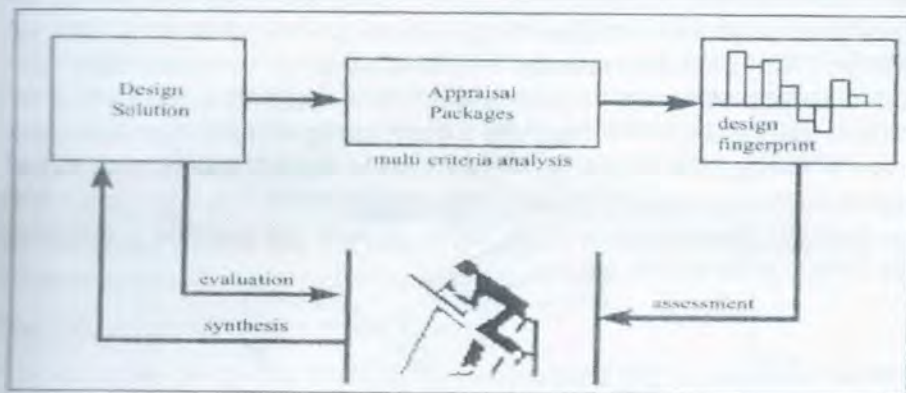 Design
Solution
Appraisal
Packages
multi criteria analysis
design
fingerprint
evaluation
synthesis
assessment